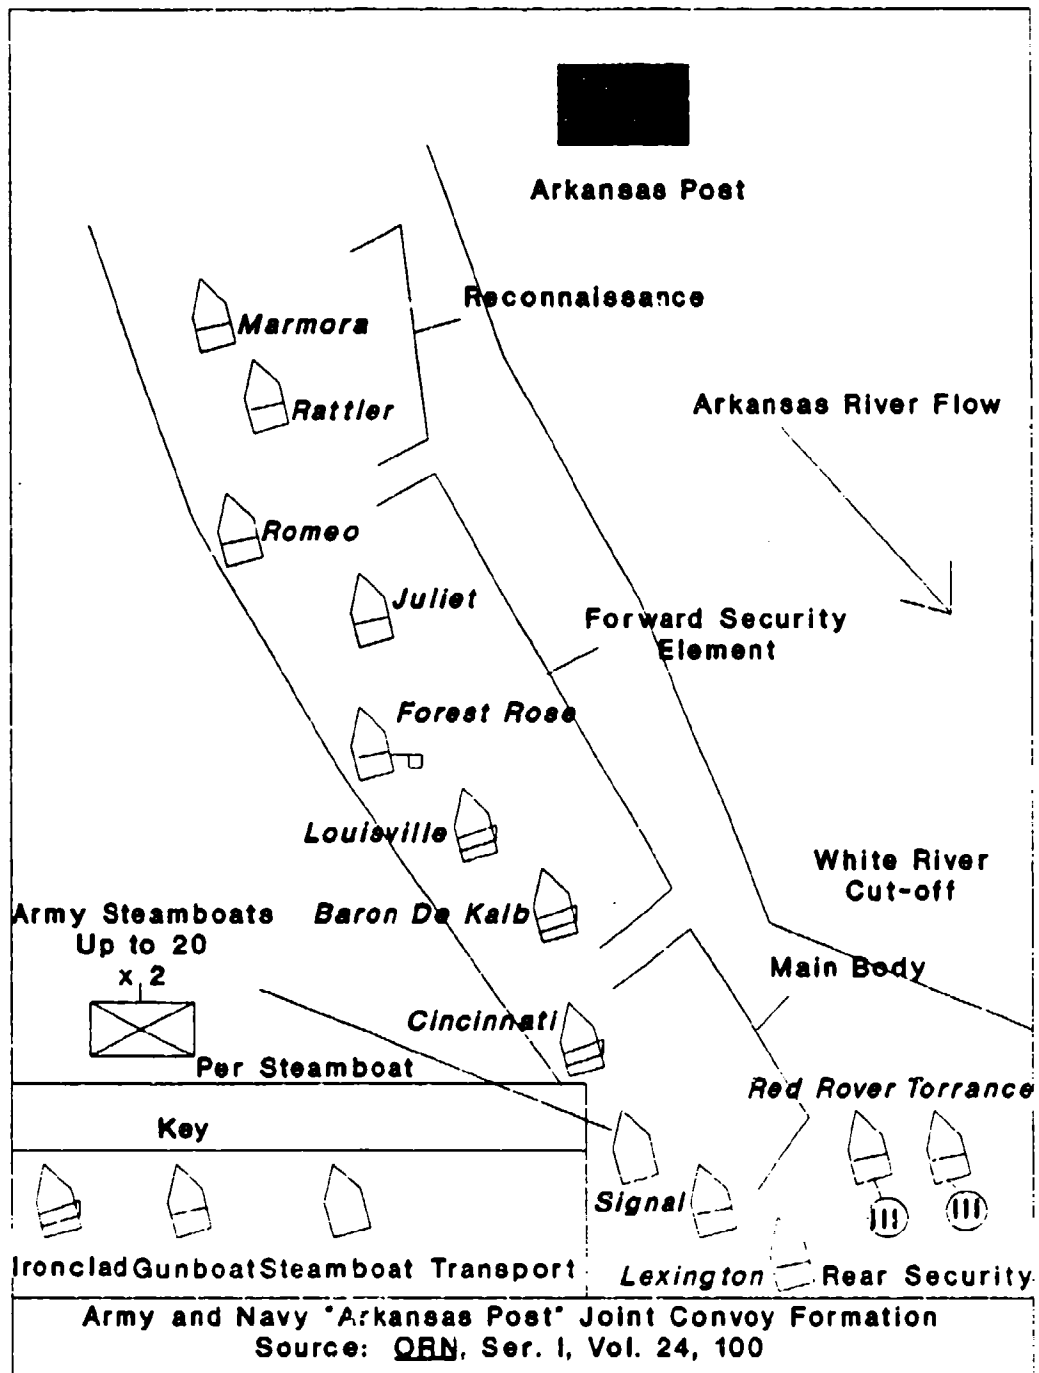 Arkansas Post
Reconnaissance
Marmora
Rattler
Arkansas River Flow
Romeo
Juliet
Forward Security
Element
Forest Rose
Louisville
White River
Cut-off
Army Steamboats
Up to 20
x 2
Baron De Kalb
Main Body
Cincinnati
Per Steamboat
Red Rover Torrance
Key
Signal
III III
Ironclad Gunboat Steamboat Transport
Lexington
Rear Security
Army and Navy "Arkansas Post" Joint Convoy Formation
Source: ORN, Ser. I, Vol. 24, 100